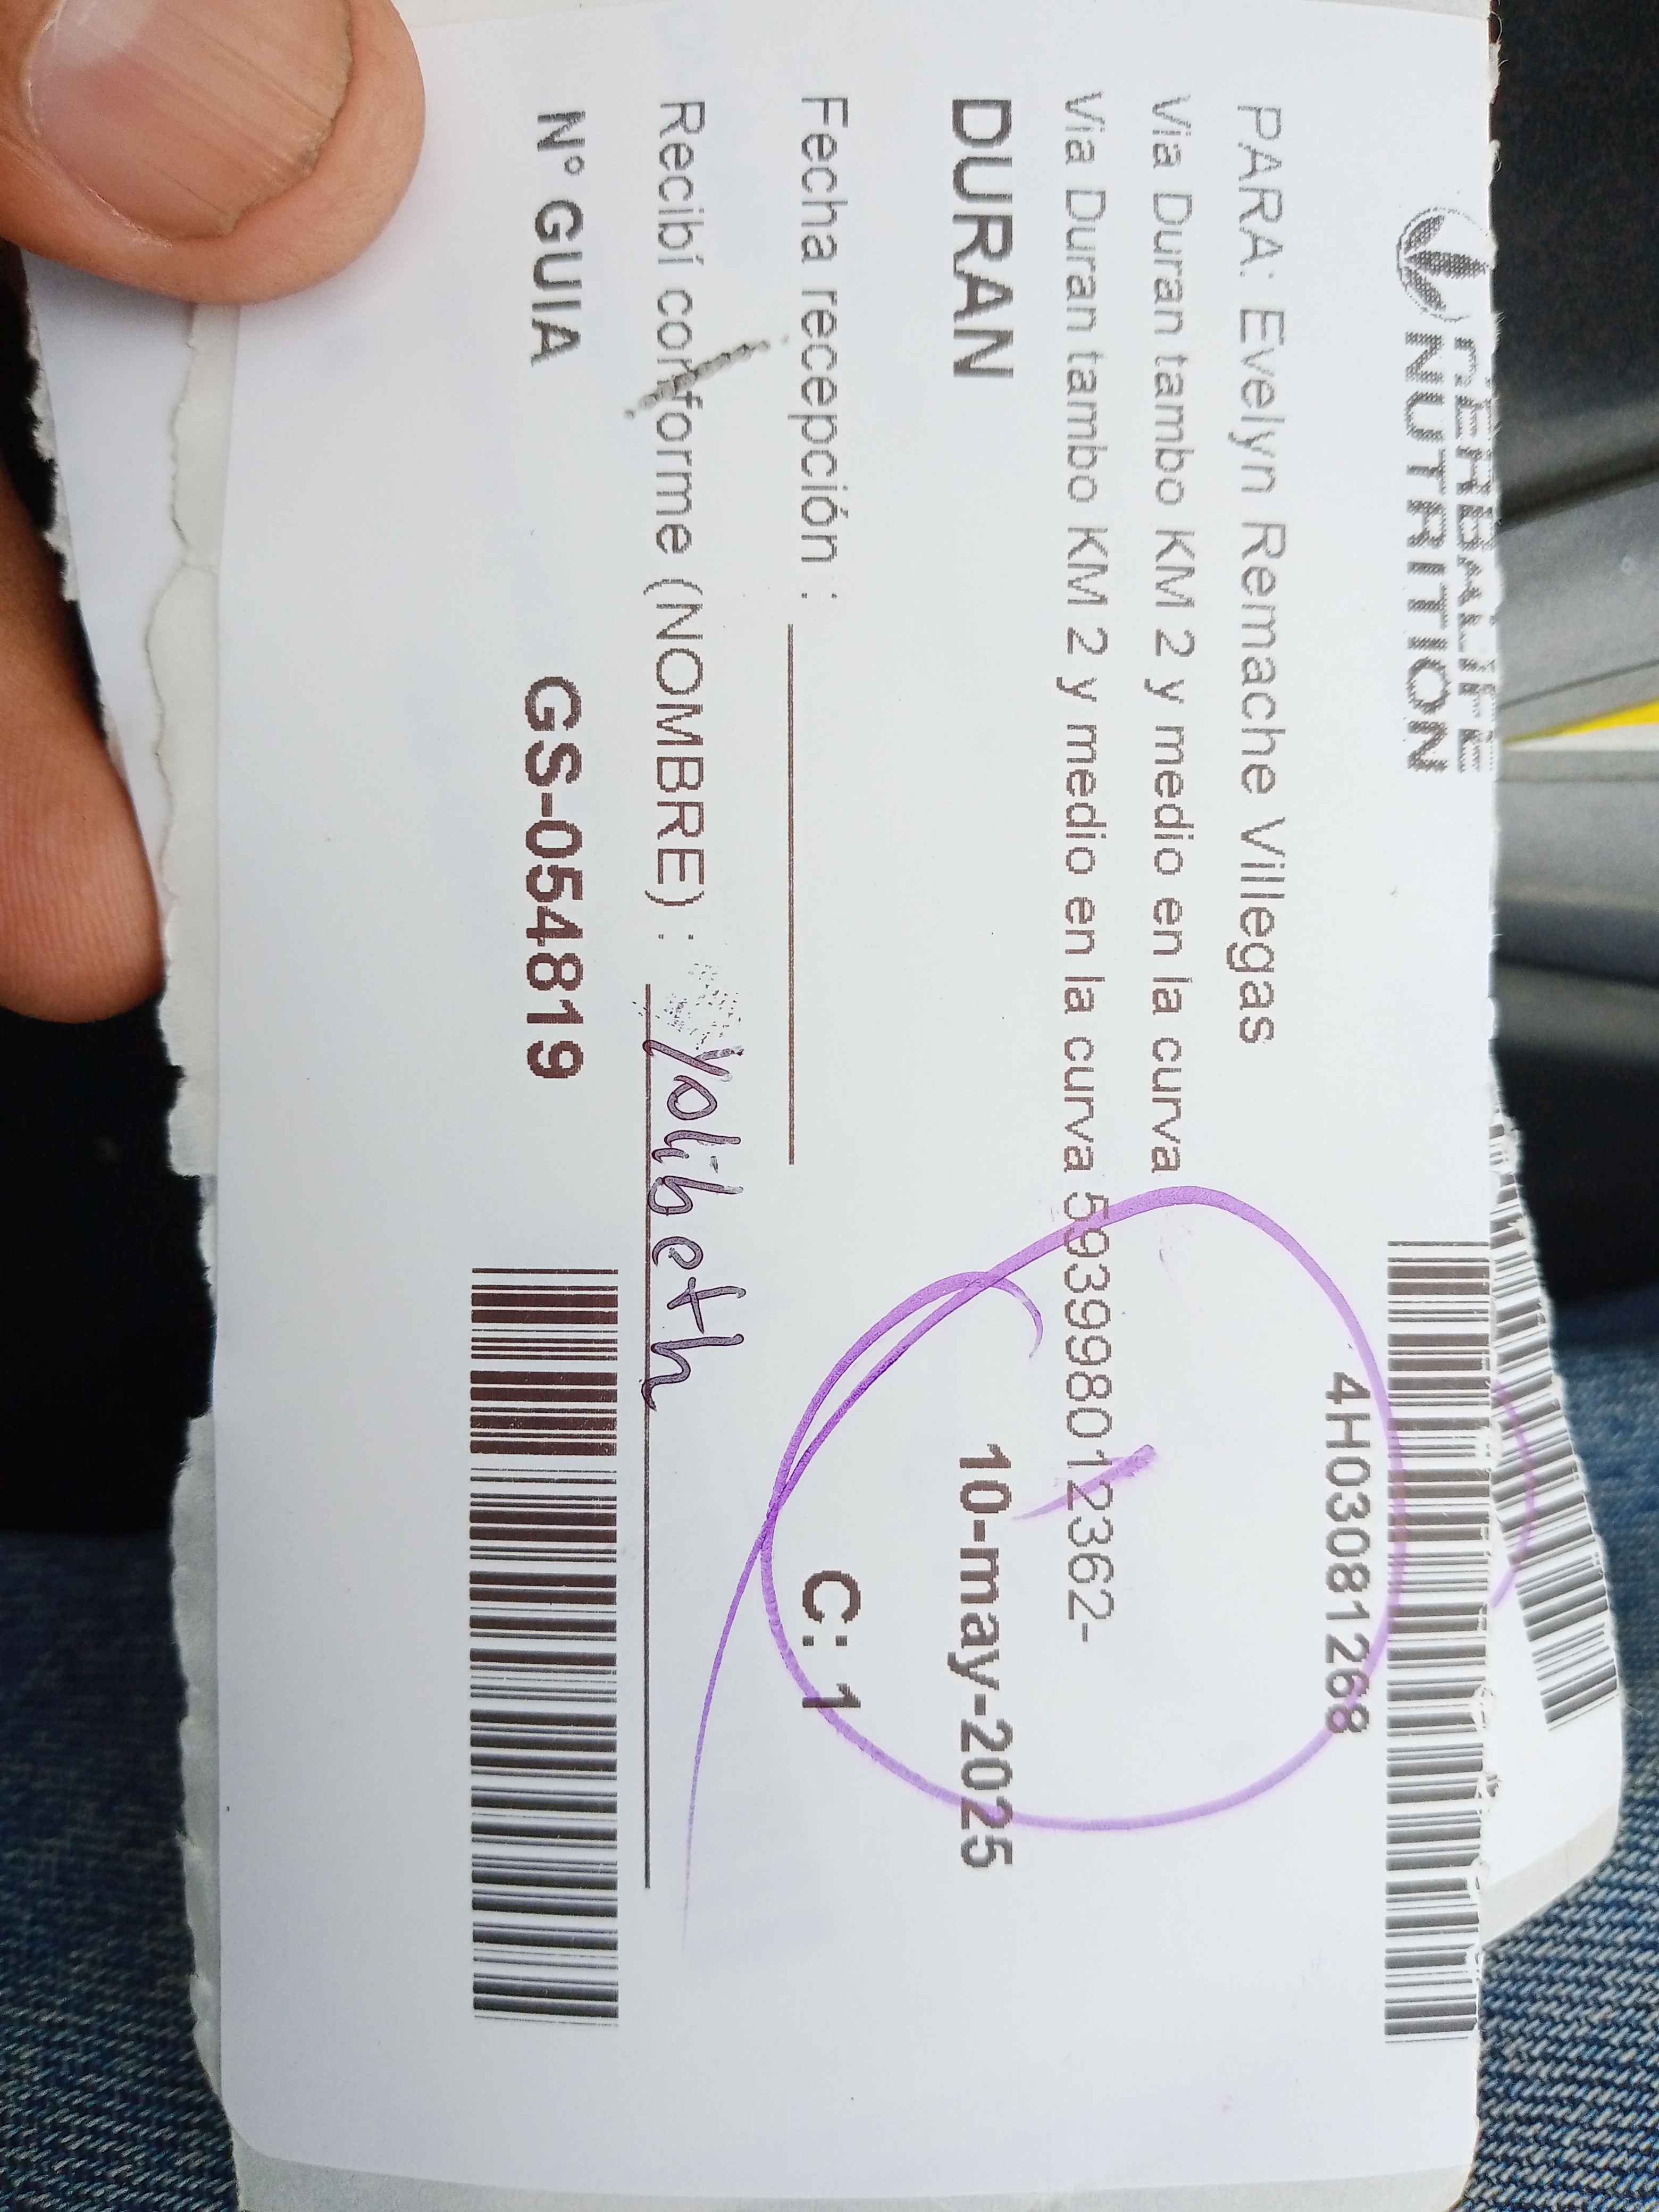 HERBALIFE
NUTRITION
4H03081268
PARA: Evelyn Remache Villegas
Via Duran tambo KM 2 y medio en la curva
Via Duran tambo KM 2 y medio en la curva 593998012362-
DURAN 10-may-2025
Fecha recepción : C: 1
Recibí conforme (NOMBRE) : Yolibeth
N° GUIA GS-054819